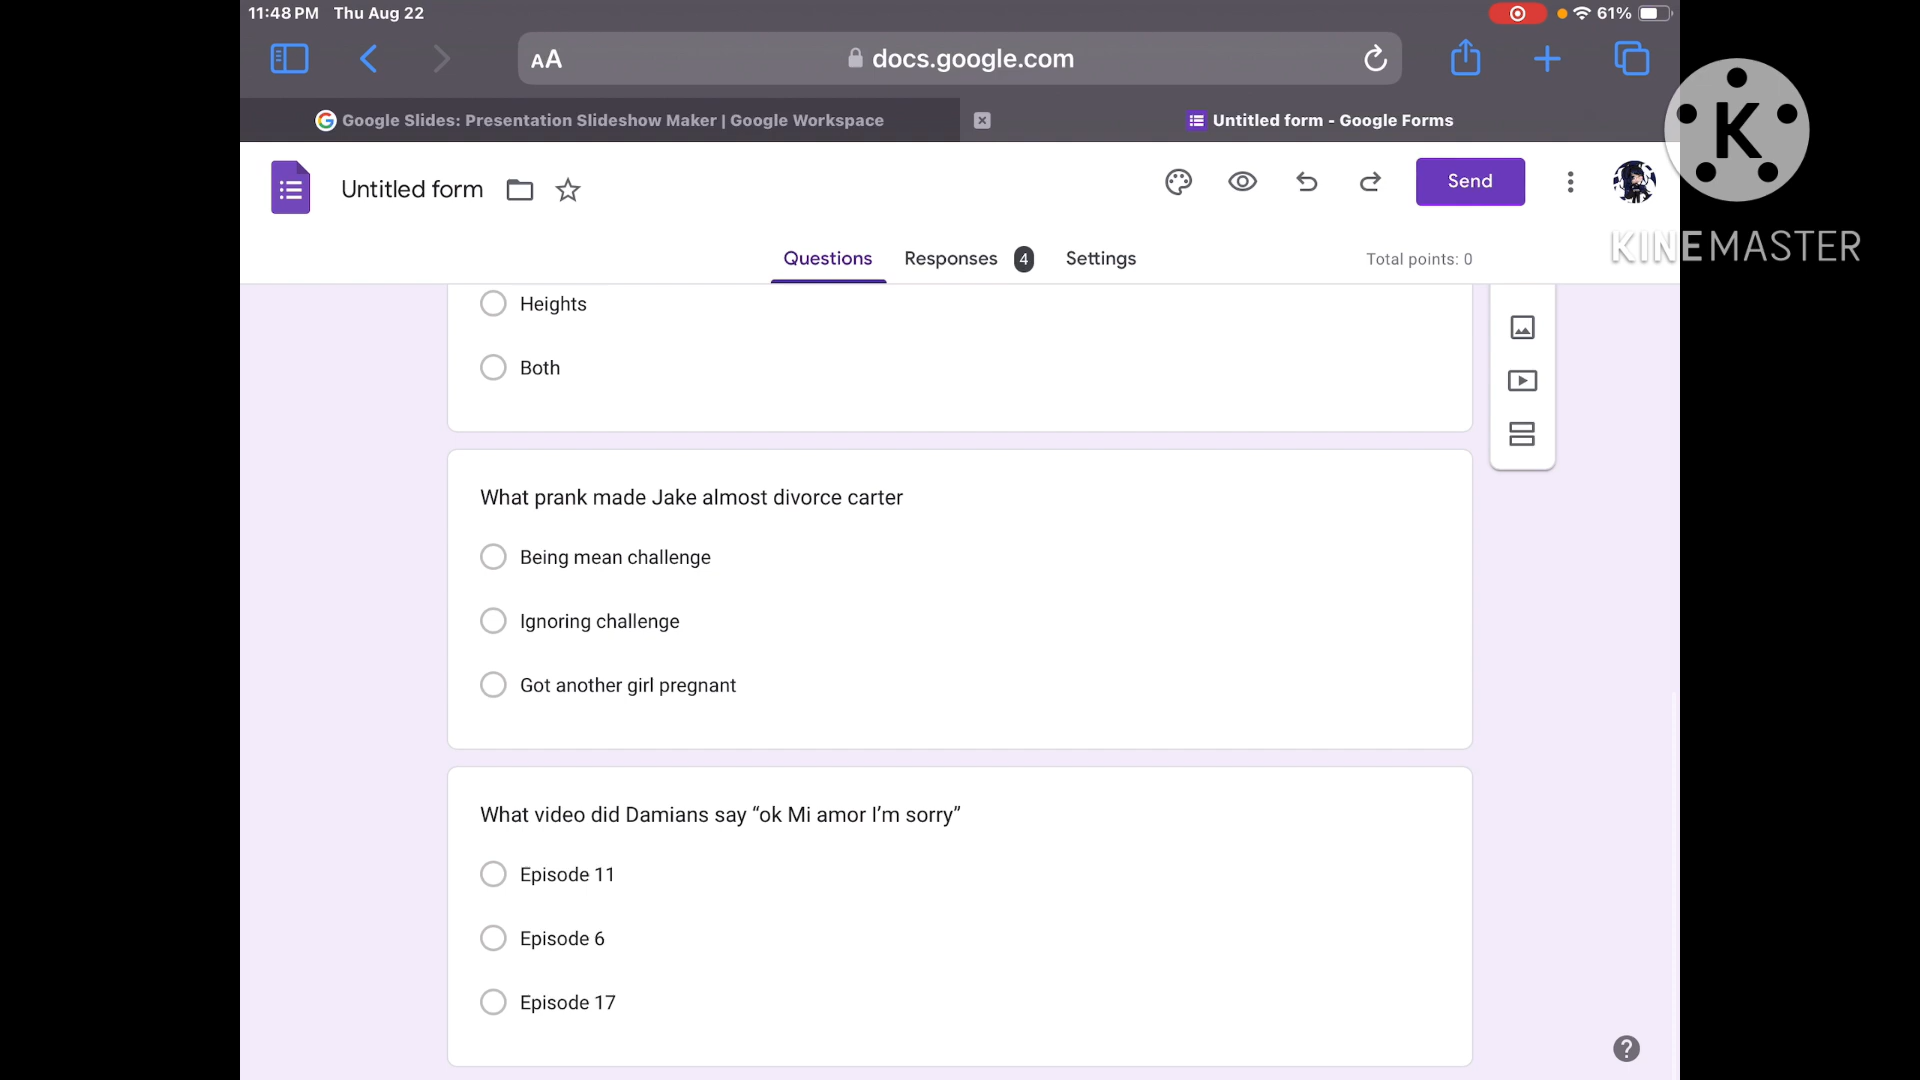 11:48 PM Thu Aug 22
61%
AA
docs.google.com
Google Slides: Presentation Slideshow Maker | Google Workspace
Untitled form - Google Forms
K
KINEMASTER
Untitled form
Send
Questions
Responses 4
Settings
Total points: 0
Heights
Both
What prank made Jake almost divorce carter
Being mean challenge
Ignoring challenge
Got another girl pregnant
What video did Damians say “ok Mi amor I’m sorry”
Episode 11
Episode 6
Episode 17